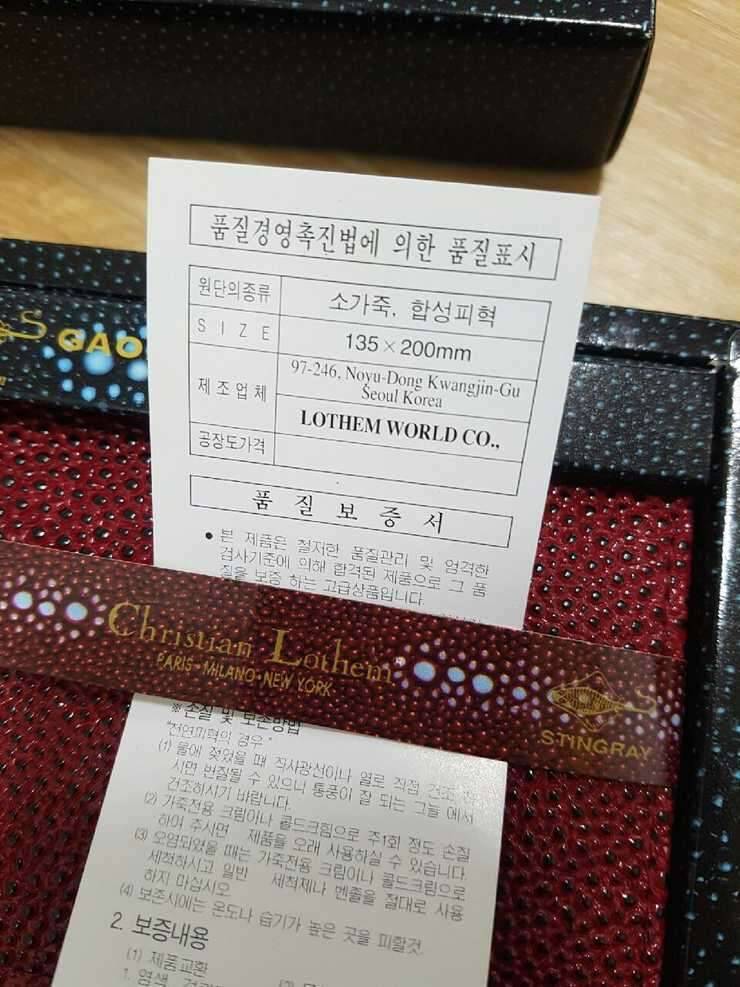 품질경영촉진법에 의한 품질표시
원단의종류 소가죽, 합성피혁
SIZE 135×200mm
제조업체 97-246, Noyu-Dong Kwangjin-Gu
Seoul Korea
LOTHEM WORLD CO.,
공장도가격
GAO
품질보증서
● 본 제품은 철저한 품질관리 및 엄격한
검사기준에 의해 합격된 제품으로 그 품
질을 보증 하는 고급상품입니다.
Christian Lothem
PARIS·MILANO·NEW YORK
STINGRAY
※손질 및 보존방법
"천연피혁의 경우"
(1) 물에 젖었을 때 직사광선이나 열로 직접 건조
시면 변질될 수 있으니 통풍이 잘 되는 그늘 에서
건조하시기 바랍니다.
(2) 가죽전용 크림이나 콜드크림으로 주1회 정도 손질
하여 주시면 제품을 오래 사용하실 수 있습니다
(3) 오염되었을 때는 가죽전용 크림이나 콜드크림으로
세척하시고 일반 세척제나 벤졸을 절대로 사용
하지 마십시오
(4) 보존시에는 온도나 습기가 높은 곳을 피할것.
2. 보증내용
(1) 제품교환
1. 염색